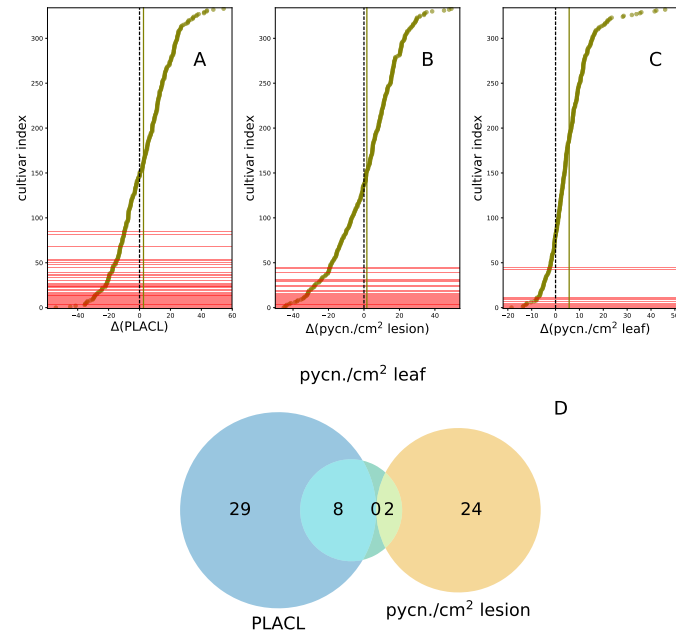 A
B
C
cultivar index
cultivar index
cultivar index
300
250
200
150
100
50
0
300
250
200
150
100
50
0
300
250
200
150
100
50
0
−40 −20 0 20 40 60
−40 −20 0 20 40
−20 −10 0 10 20 30 40 50
Δ(PLACL)
Δ(pycn./cm² lesion)
Δ(pycn./cm² leaf)
pycn./cm² leaf
D
29 8 0 2 24
pycn./cm² lesion
PLACL